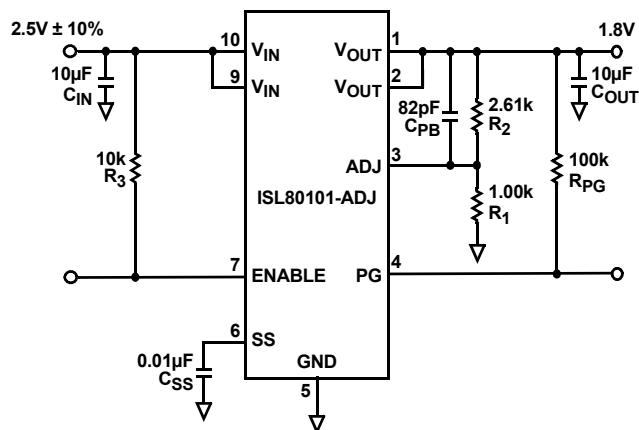 2.5V ± 10%
10µF
CIN
10k
R3
10
VIN
9
VIN
7
ENABLE
6
SS
0.01µF
CSS
GND
5
ISL80101-ADJ
1
VOUT
2
VOUT
3
ADJ
4
PG
82pF
CPB
2.61k
R2
1.00k
R1
100k
RPG
1.8V
10µF
COUT